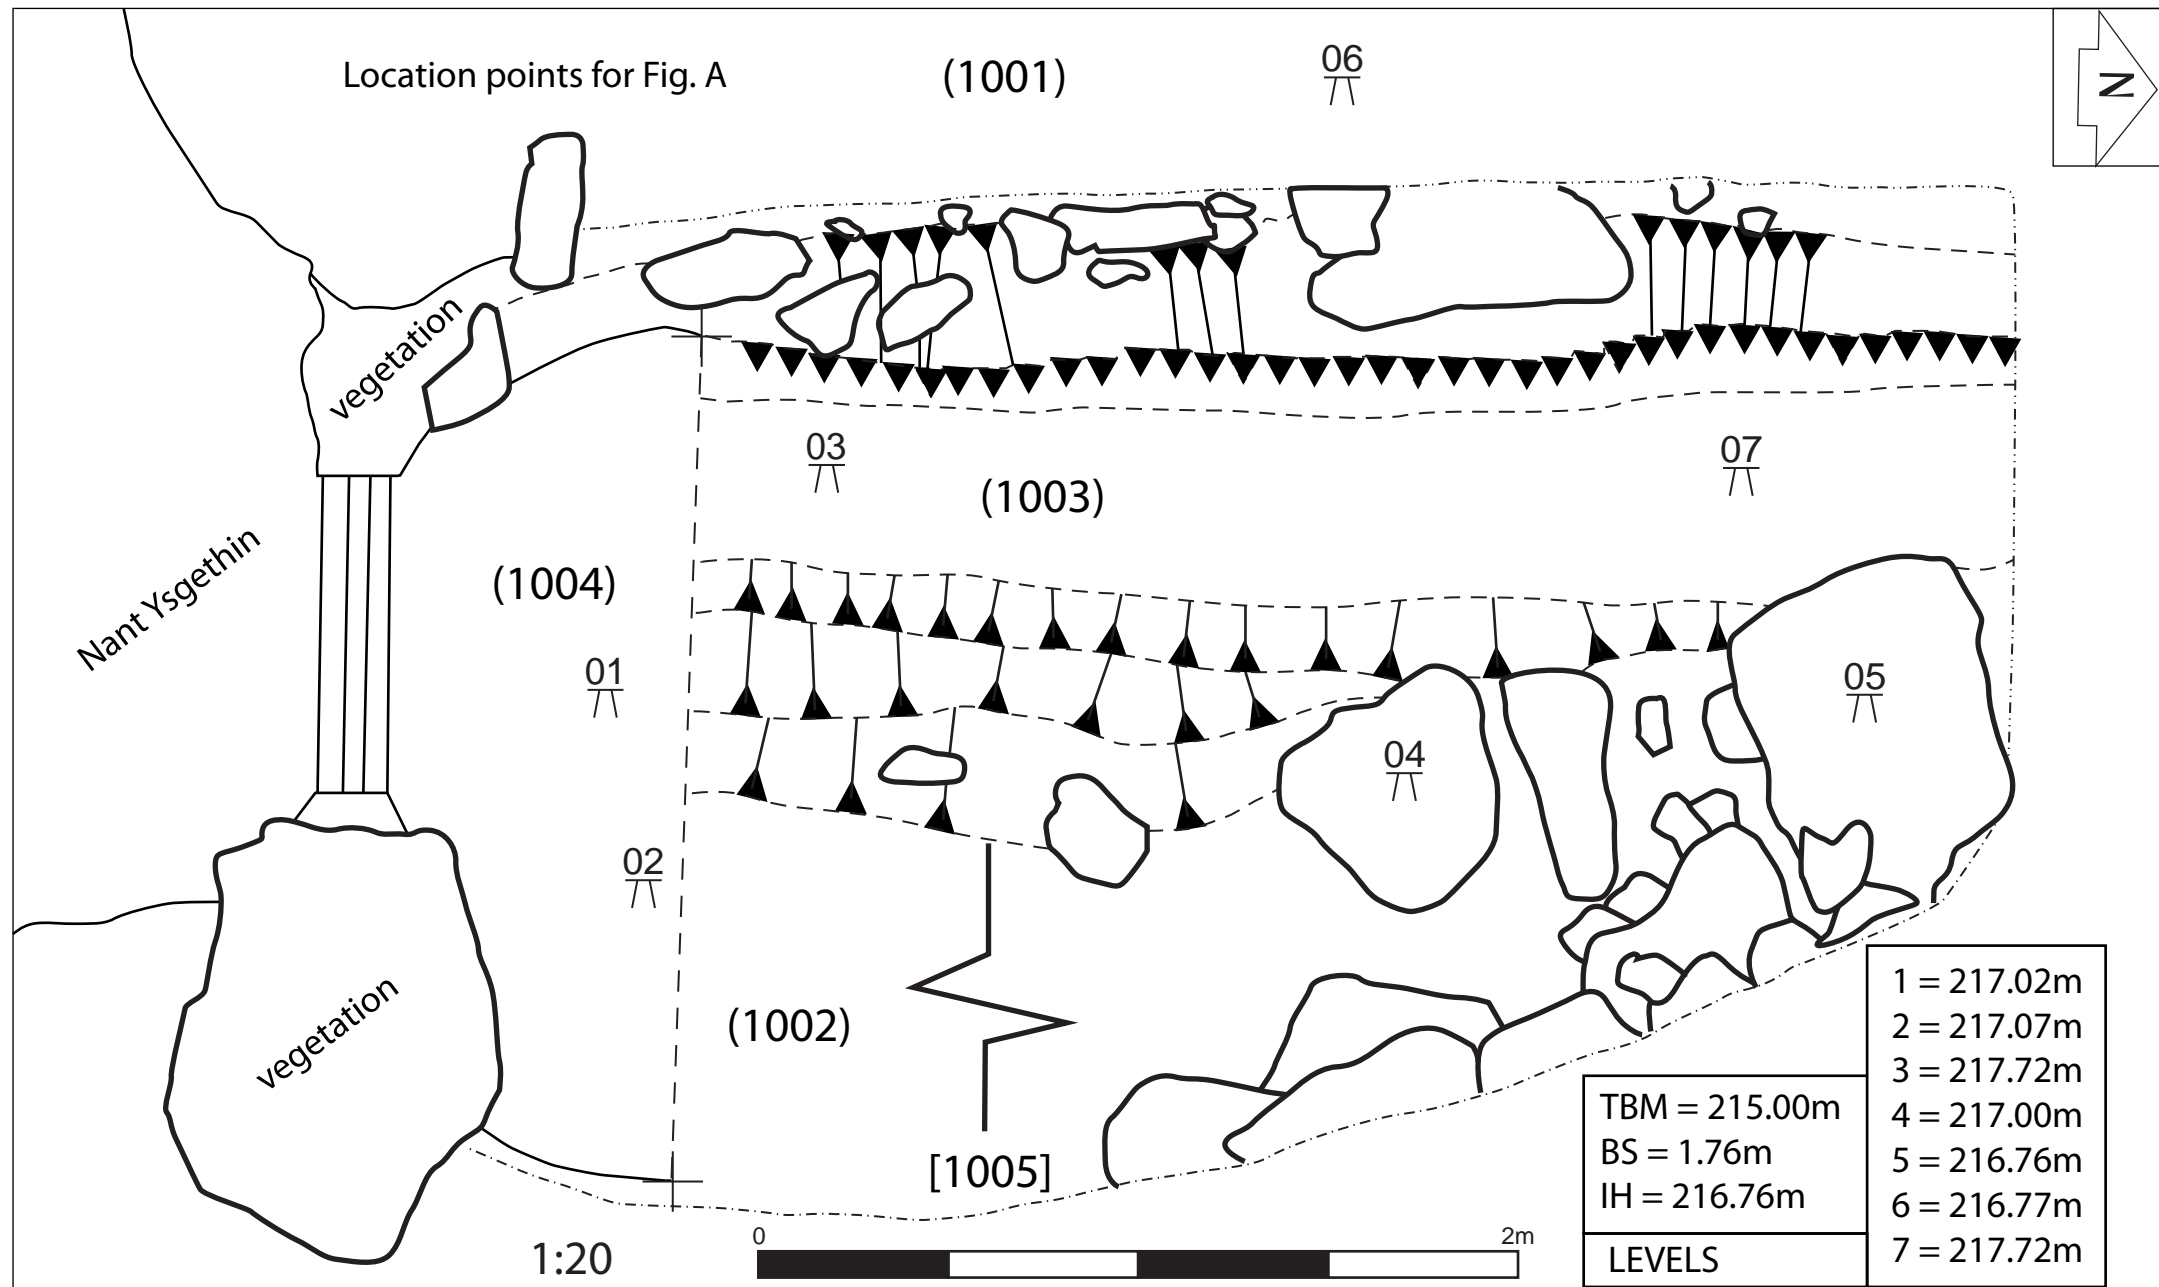 Location points for Fig. A
(1001)
06
N
vegetation
03
07
(1003)
Nant Ysgethin
(1004)
01
05
04
02
vegetation
(1002)
[1005]
1:20
0
2m
TBM = 215.00m
BS = 1.76m
IH = 216.76m
LEVELS
1 = 217.02m
2 = 217.07m
3 = 217.72m
4 = 217.00m
5 = 216.76m
6 = 216.77m
7 = 217.72m